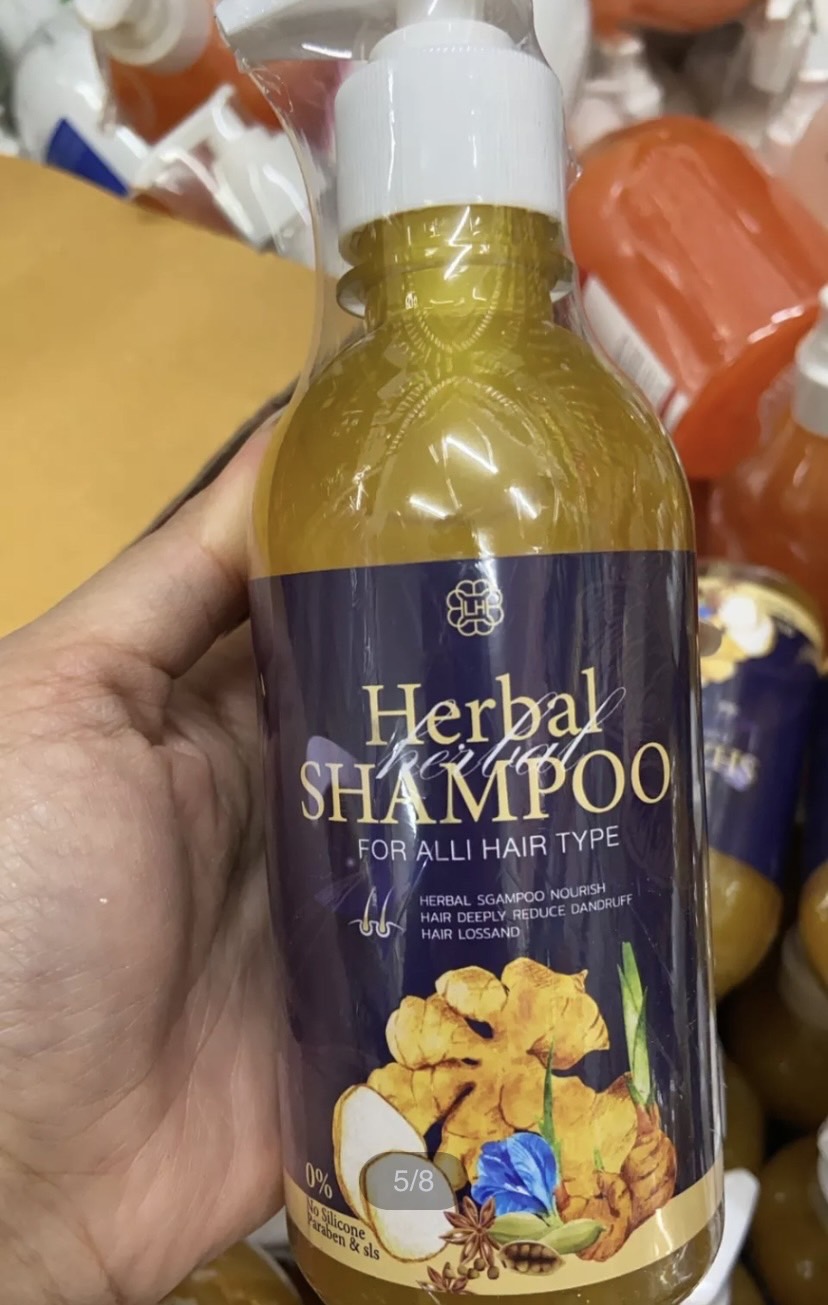 LH
Herbal
herbal
SHAMPOO
FOR ALLI HAIR TYPE
HERBAL SGAMPOO NOURISH
HAIR DEEPLY REDUCE DANDRUFF
HAIR LOSSAND
0%
No Silicone
Paraben & sls
5/8